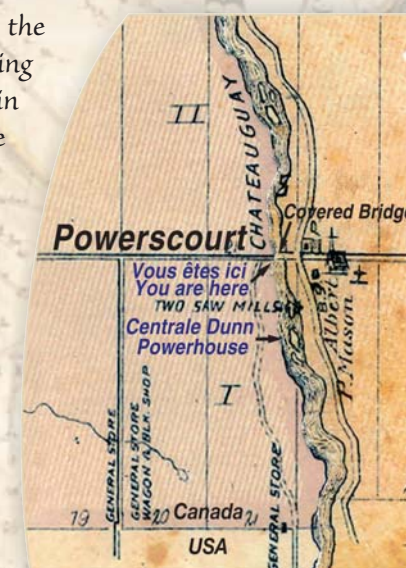 the
ing
in
e
II
CHATEAUGUAY
Covered Bridge
Powerscourt
Vous êtes ici
You are here
TWO SAW MILLS
Centrale Dunn
Powerhouse
Albert
P. Mason
I
GENERAL STORE
GENERAL STORE
WAGON & BLK. SHOP
GENERAL STORE
19
20
Canada
21
USA